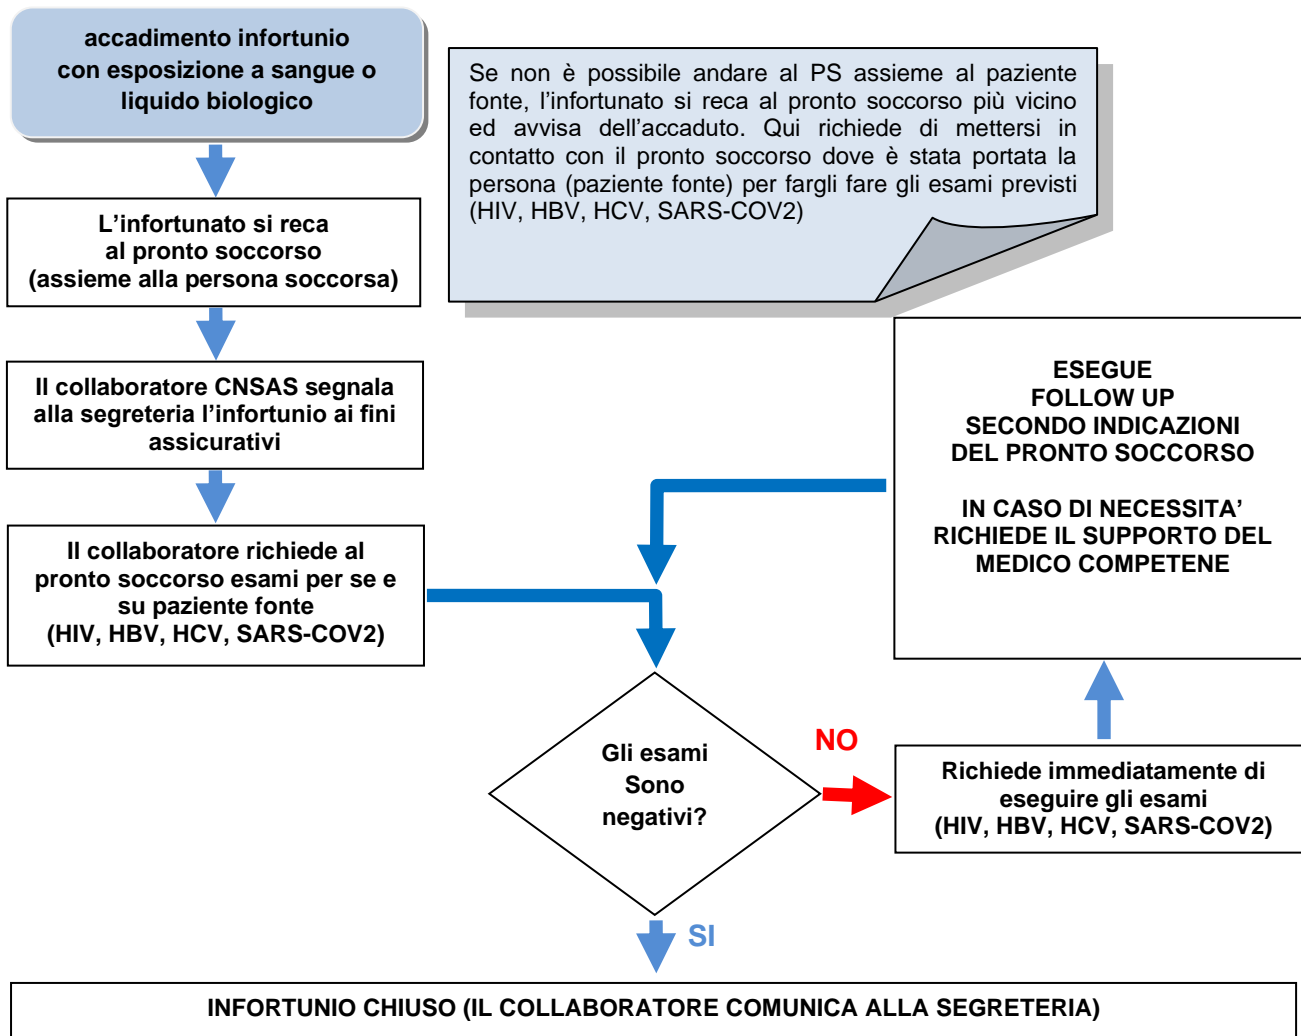 accadimento infortunio
con esposizione a sangue o
liquido biologico
Se non è possibile andare al PS assieme al paziente
fonte, l’infortunato si reca al pronto soccorso più vicino
ed avvisa dell’accaduto. Qui richiede di mettersi in
contatto con il pronto soccorso dove è stata portata la
persona (paziente fonte) per fargli fare gli esami previsti
(HIV, HBV, HCV, SARS-COV2)
L’infortunato si reca
al pronto soccorso
(assieme alla persona soccorsa)
Il collaboratore CNSAS segnala
alla segreteria l’infortunio ai fini
assicurativi
Il collaboratore richiede al
pronto soccorso esami per se e
su paziente fonte
(HIV, HBV, HCV, SARS-COV2)
ESEGUE
FOLLOW UP
SECONDO INDICAZIONI
DEL PRONTO SOCCORSO
IN CASO DI NECESSITA’
RICHIEDE IL SUPPORTO DEL
MEDICO COMPETENE
Gli esami
Sono
negativi?
NO
Richiede immediatamente di
eseguire gli esami
(HIV, HBV, HCV, SARS-COV2)
SI
INFORTUNIO CHIUSO (IL COLLABORATORE COMUNICA ALLA SEGRETERIA)